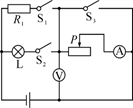 R₁ S₁ S₃
P
L S₂ A
V